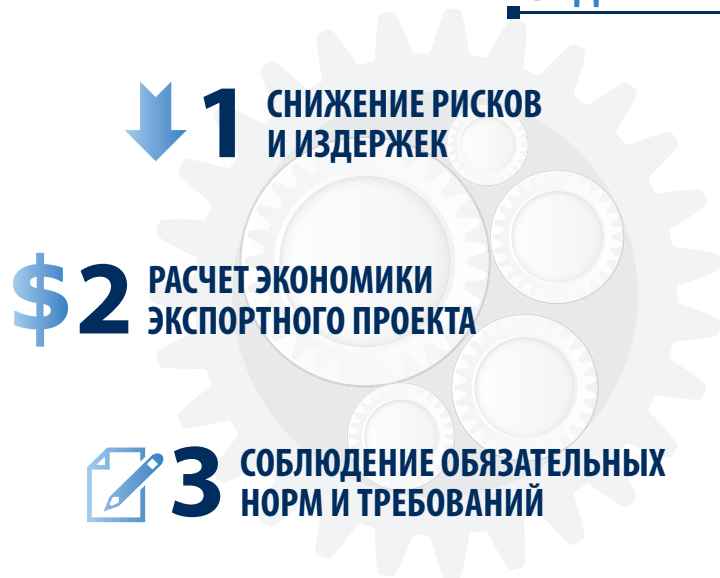 1 СНИЖЕНИЕ РИСКОВ
И ИЗДЕРЖЕК
$2 РАСЧЕТ ЭКОНОМИКИ
ЭКСПОРТНОГО ПРОЕКТА
3 СОБЛЮДЕНИЕ ОБЯЗАТЕЛЬНЫХ
НОРМ И ТРЕБОВАНИЙ